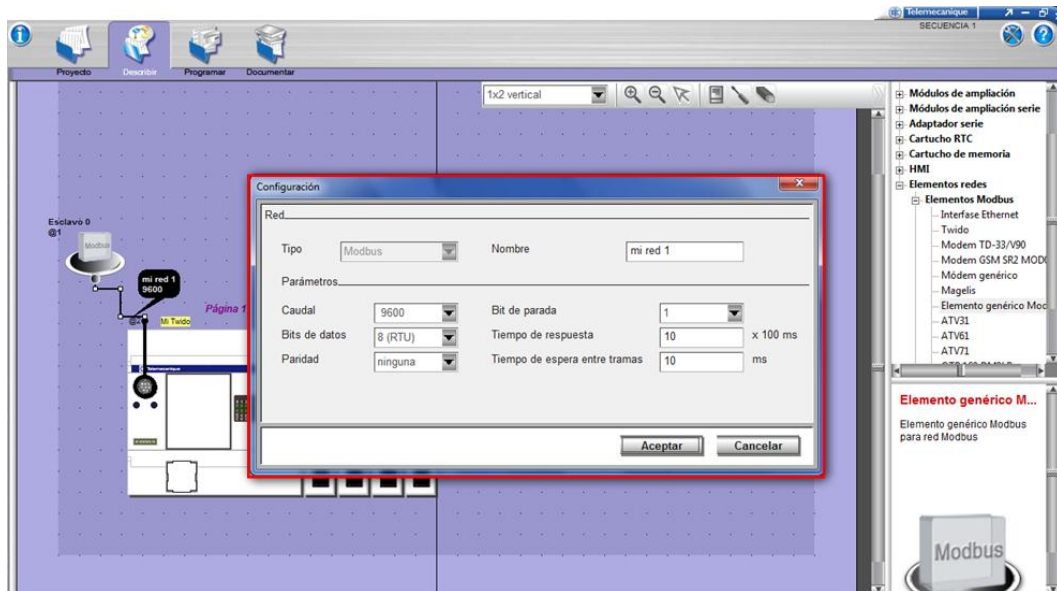 Telemecanique
SECUENCIA 1
Proyecto
Describir
Programar
Documentar
1x2 vertical
Esclavo 0
@1
Modbus
mi red 1
9600
Página 1
Mi Twido
Telemecanique
Configuración
Red
Tipo
Modbus
Nombre
mi red 1
Parámetros
Caudal
9600
Bit de parada
1
Bits de datos
8 (RTU)
Tiempo de respuesta
10
x 100 ms
Paridad
ninguna
Tiempo de espera entre tramas
10
ms
Aceptar
Cancelar
Módulos de ampliación
Módulos de ampliación serie
Adaptador serie
Cartucho RTC
Cartucho de memoria
HMI
Elementos redes
Elementos Modbus
Interfase Ethernet
Twido
Modem TD-33/V90
Modem GSM SR2 MOD
Módem genérico
Magelis
Elemento genérico Mod
ATV31
ATV61
ATV71
Elemento genérico M...
Elemento genérico Modbus
para red Modbus
Modbus